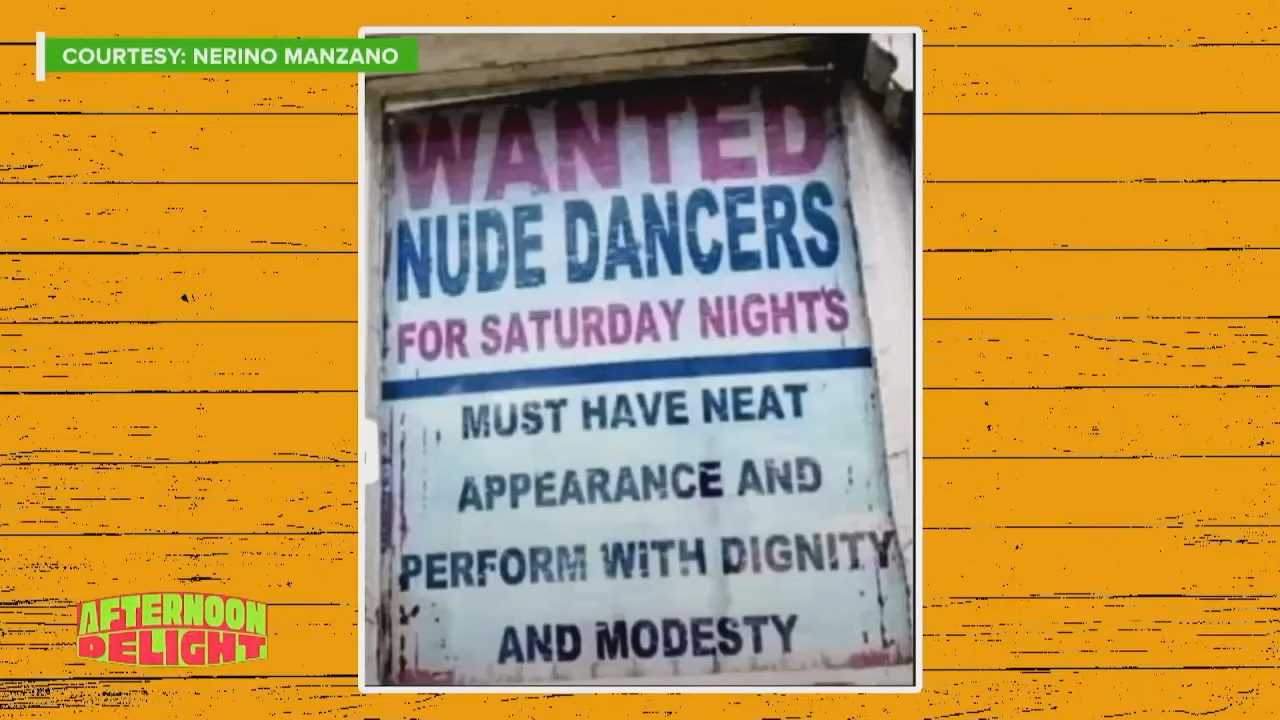 COURTESY: NERINO MANZANO
WANTED
NUDE DANCERS
FOR SATURDAY NIGHTS
MUST HAVE NEAT
APPEARANCE AND
PERFORM WITH DIGNITY
AND MODESTY
AFTERNOON
DELIGHT